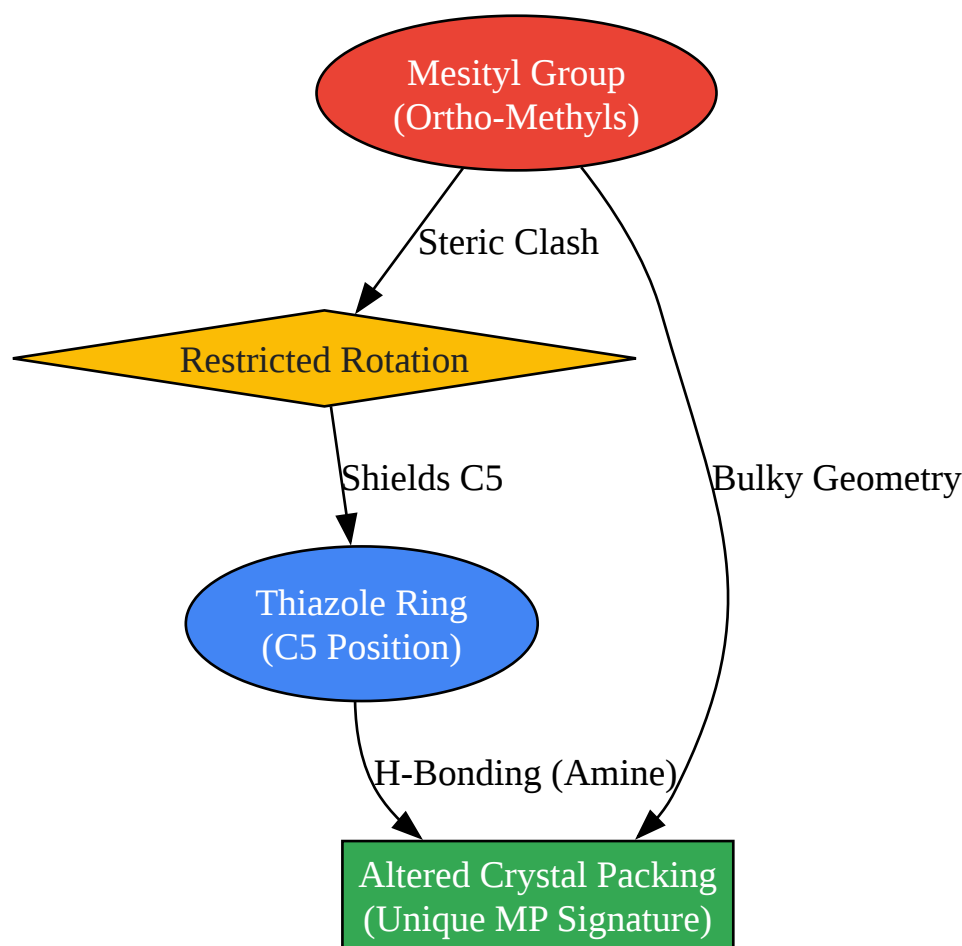 Mesityl Group
(Ortho-Methyls)
Steric Clash
Restricted Rotation
Shields C5
Bulky Geometry
Thiazole Ring
(C5 Position)
H-Bonding (Amine)
Altered Crystal Packing
(Unique MP Signature)